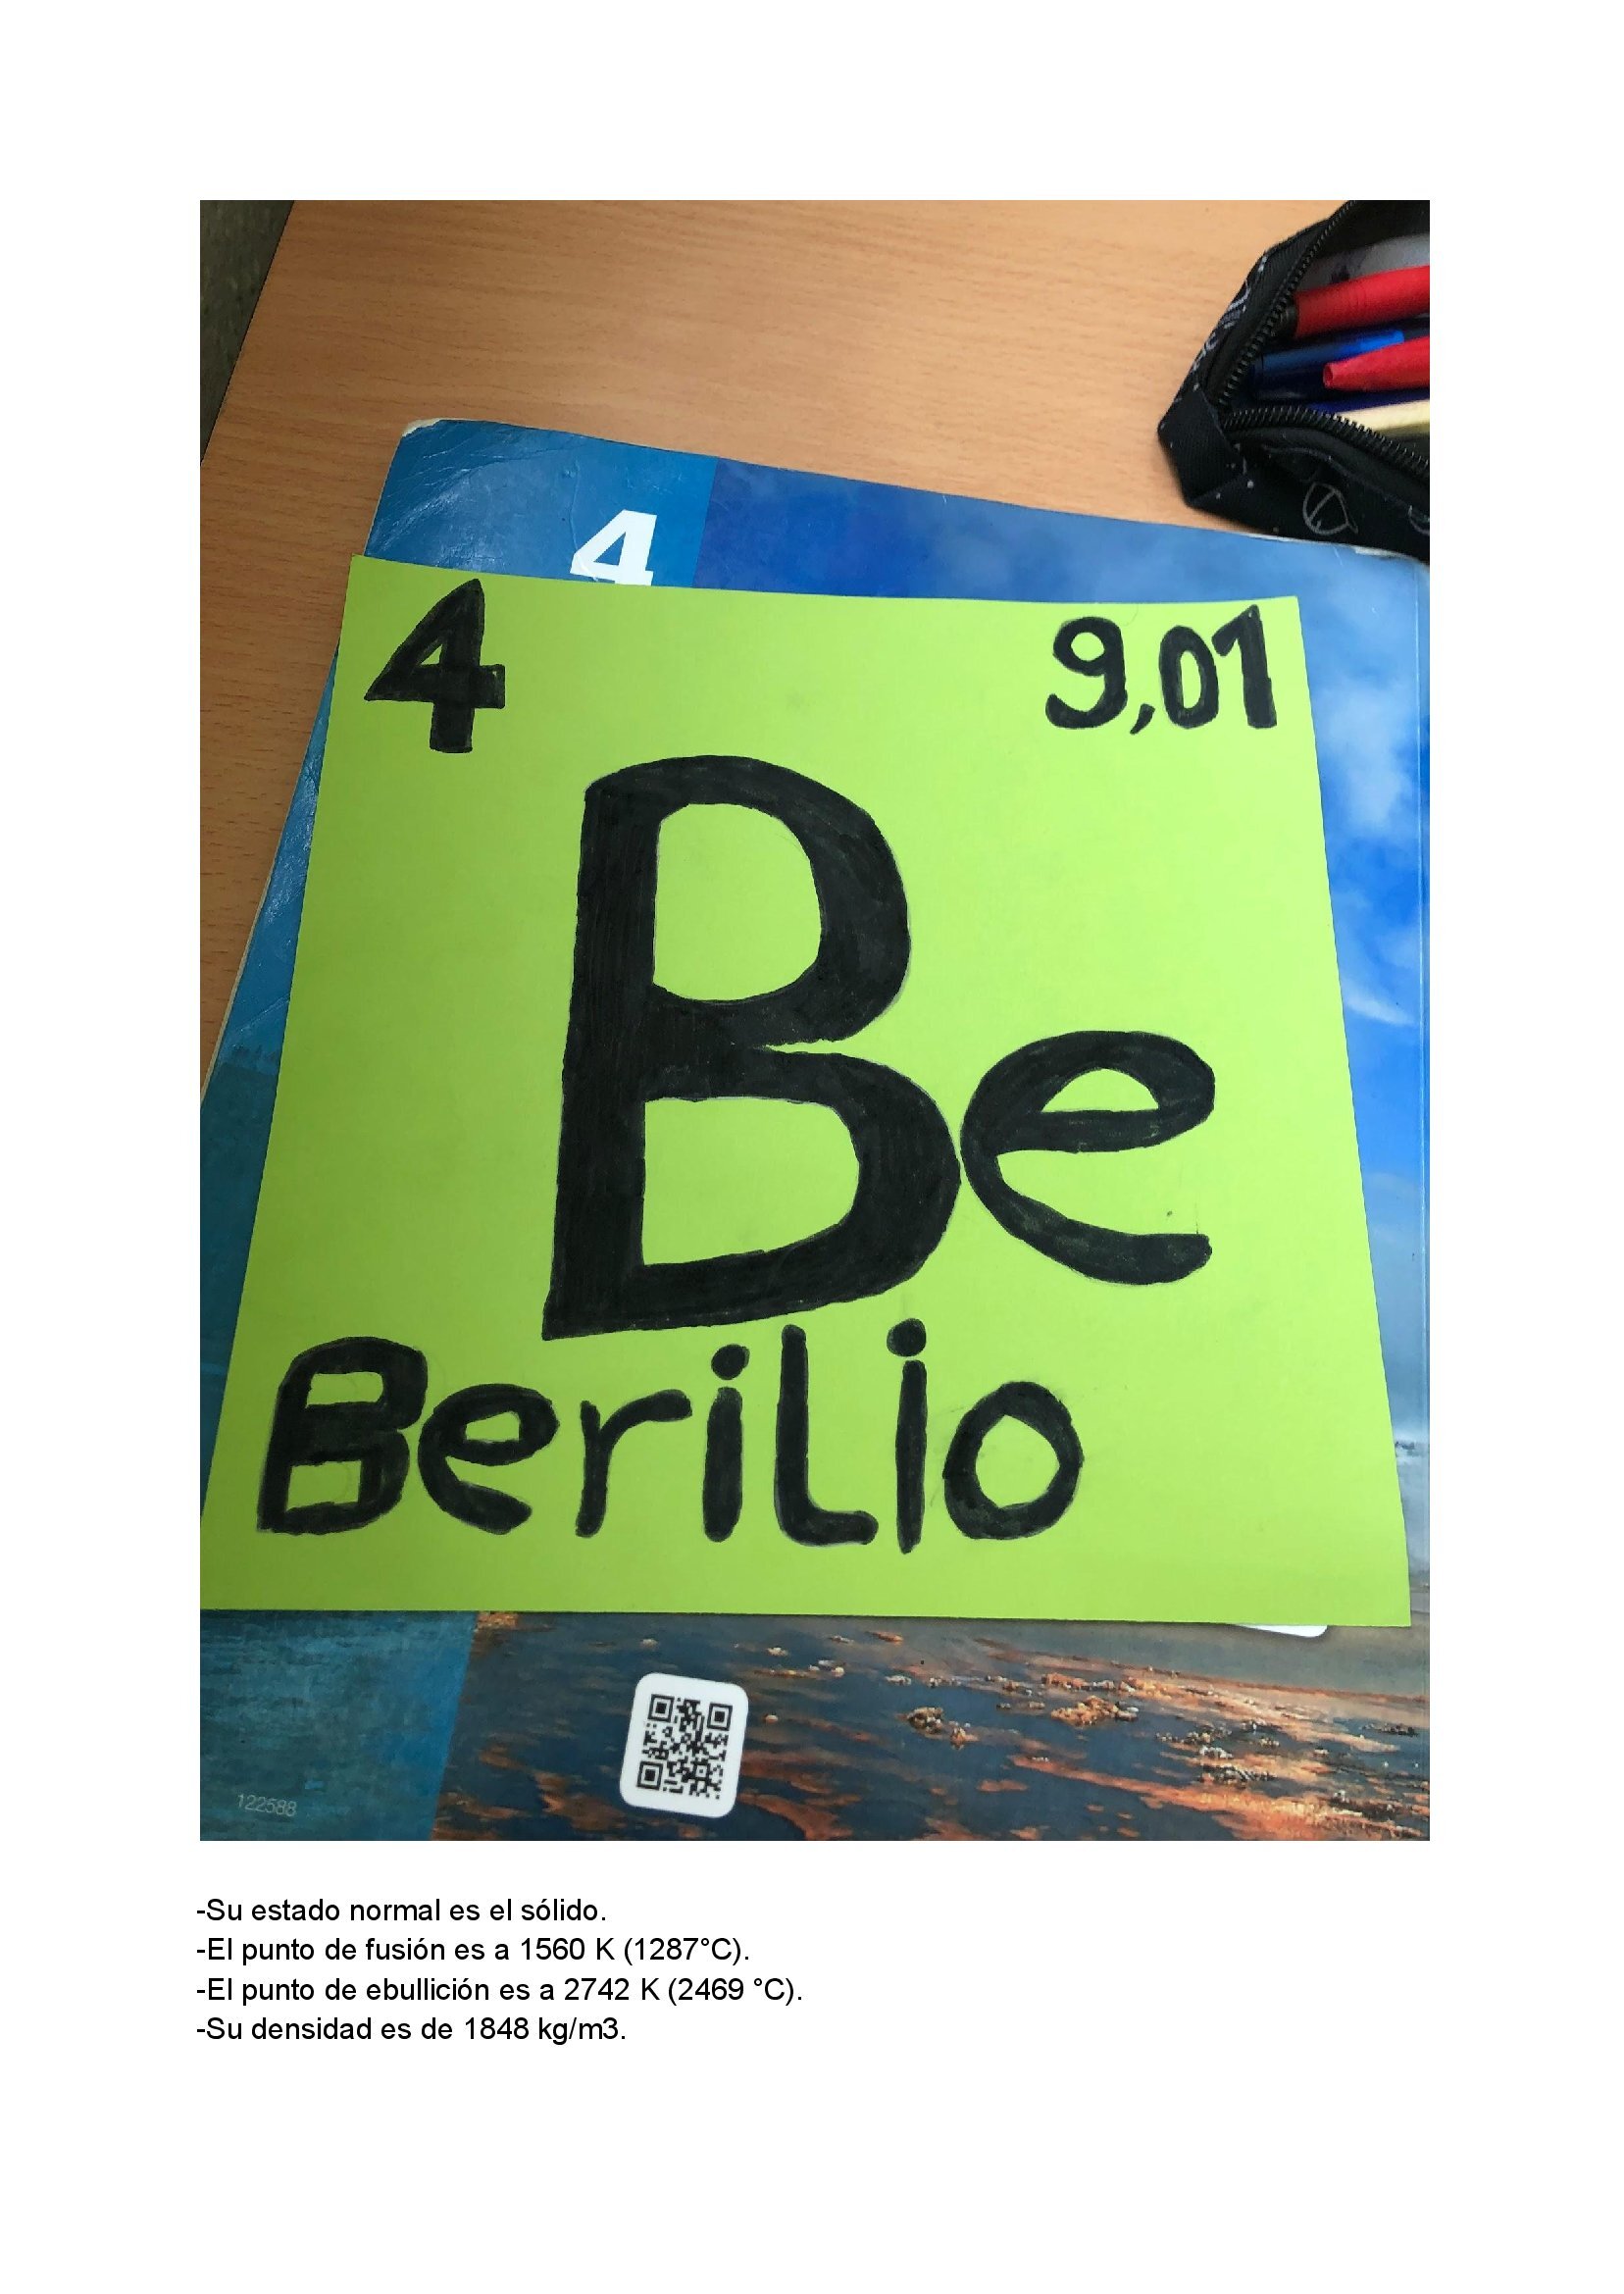 4
4
9,01
Be
BeriLio
122588
-Su estado normal es el sólido.
-El punto de fusión es a 1560 K (1287°C).
-El punto de ebullición es a 2742 K (2469 °C).
-Su densidad es de 1848 kg/m3.